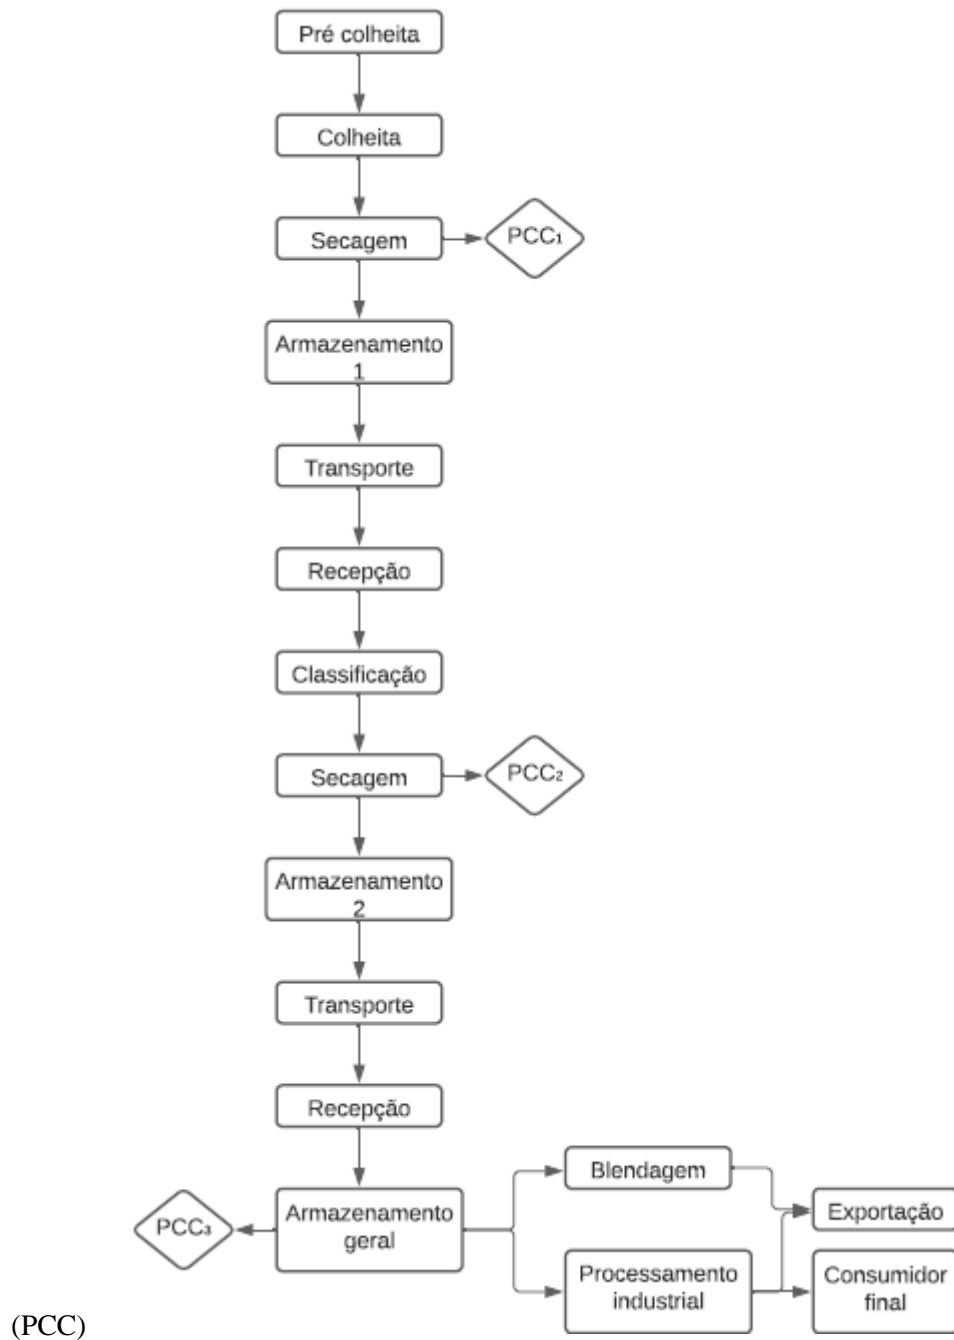 Pré colheita
Colheita
Secagem
PCC₁
Armazenamento
1
Transporte
Recepção
Classificação
Secagem
PCC₂
Armazenamento
2
Transporte
Recepção
Blendagem
PCC₃
Armazenamento
geral
Exportação
Processamento
industrial
Consumidor
final
(PCC)